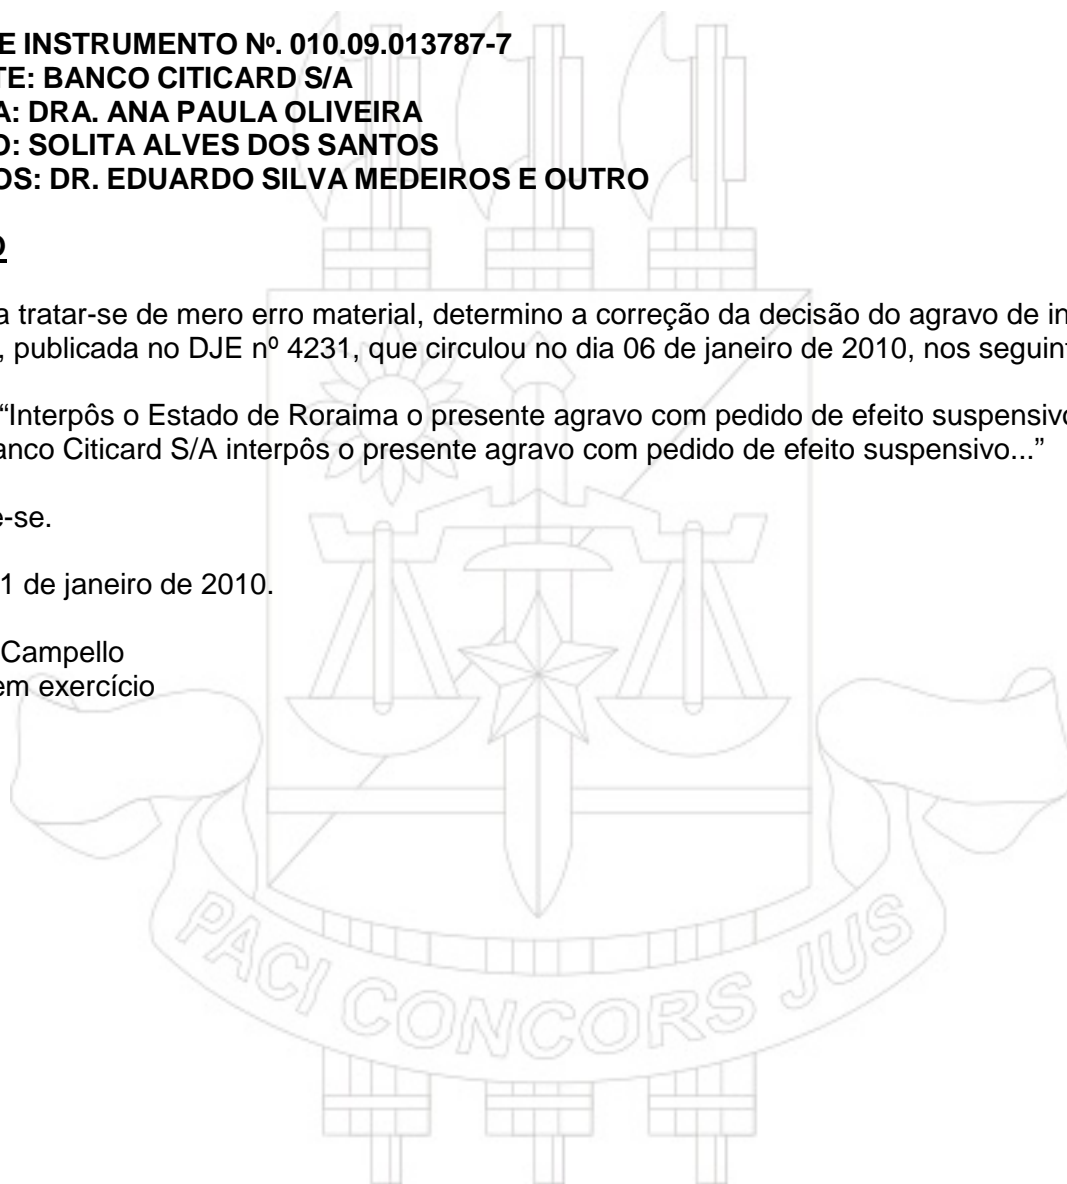 E INSTRUMENTO Nº. 010.09.013787-7
TE: BANCO CITICARD S/A
A: DRA. ANA PAULA OLIVEIRA
O: SOLITA ALVES DOS SANTOS
OS: DR. EDUARDO SILVA MEDEIROS E OUTRO
O
a tratar-se de mero erro material, determino a correção da decisão do agravo de in
, publicada no DJE nº 4231, que circulou no dia 06 de janeiro de 2010, nos seguint
“Interpôs o Estado de Roraima o presente agravo com pedido de efeito suspensivo
anco Citicard S/A interpôs o presente agravo com pedido de efeito suspensivo...”
e-se.
1 de janeiro de 2010.
Campello
em exercício
PACI CONCORS JUS